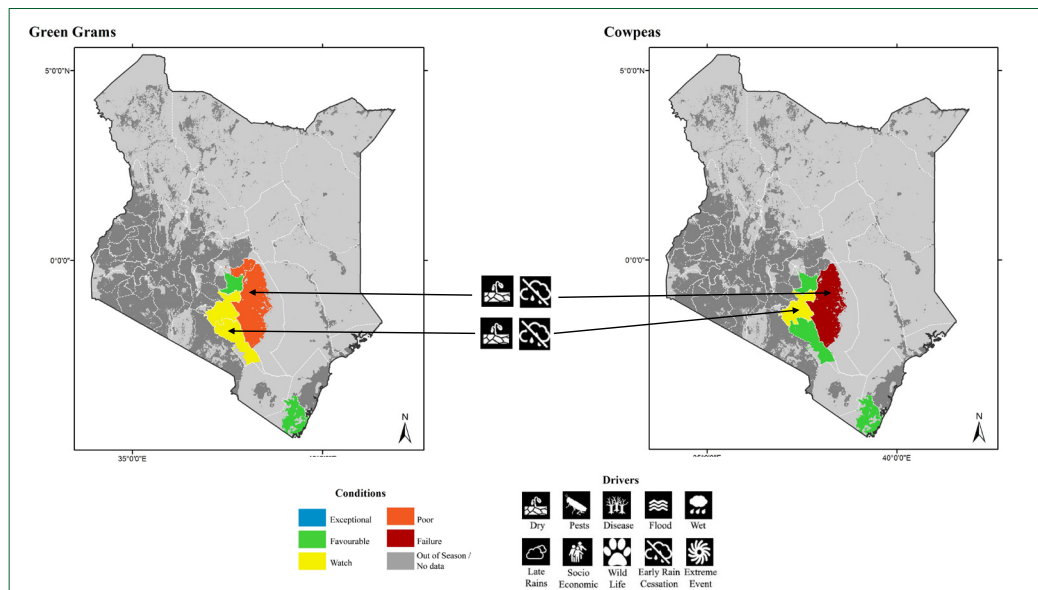 Green Grams
Cowpeas
5°0'0"N
5°0'0"N
0°0'0"
0°0'0"
N
N
35°0'0"E
40°0'0"E
Conditions
Exceptional
Favourable
Watch
Poor
Failure
Out of Season /
No data
Drivers
Dry
Pests
Disease
Flood
Wet
Late
Rains
Socio
Economic
Wild
Life
Early Rain
Cessation
Extreme
Event